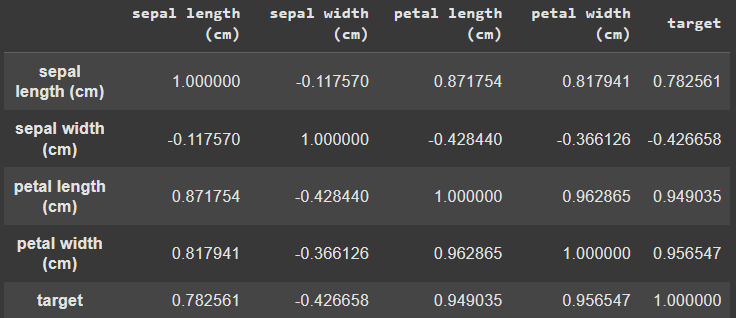 sepal length (cm) sepal width (cm) petal length (cm) petal width (cm) target
sepal length (cm) 1.000000 -0.117570 0.871754 0.817941 0.782561
sepal width (cm) -0.117570 1.000000 -0.428440 -0.366126 -0.426658
petal length (cm) 0.871754 -0.428440 1.000000 0.962865 0.949035
petal width (cm) 0.817941 -0.366126 0.962865 1.000000 0.956547
target 0.782561 -0.426658 0.949035 0.956547 1.000000